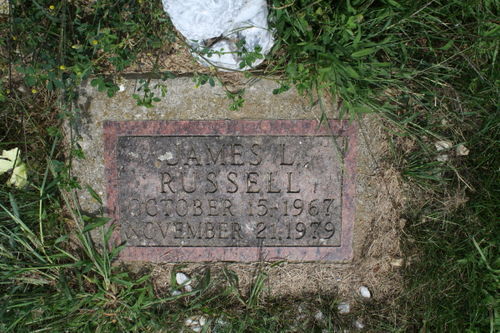 JAMES L.
RUSSELL
OCTOBER 15-1967
NOVEMBER 21,1979